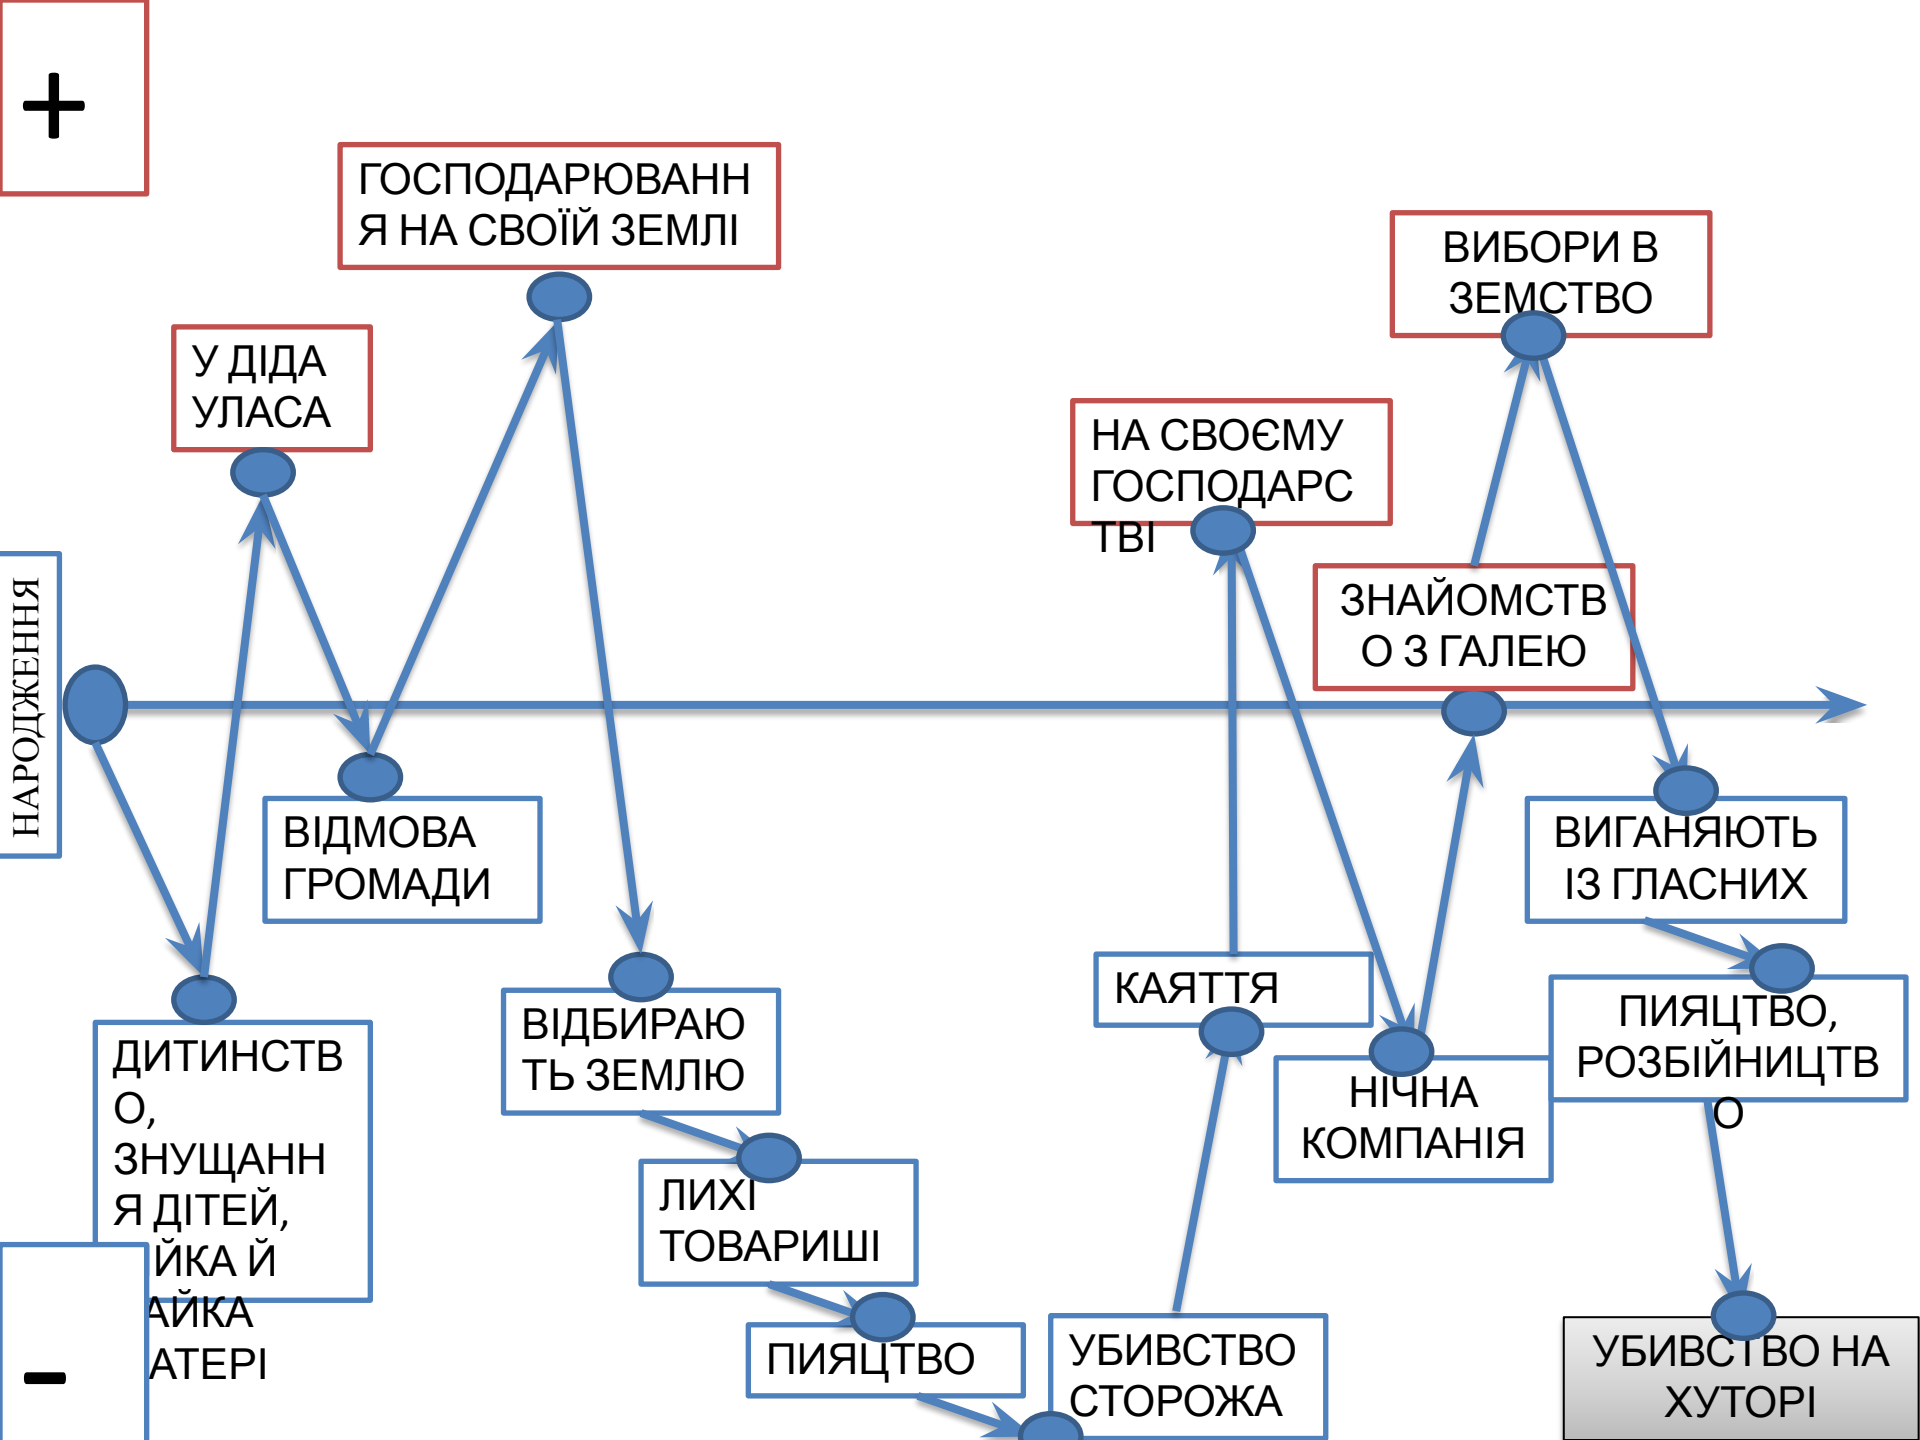 +
ГОСПОДАРЮВАНН
Я НА СВОЇЙ ЗЕМЛІ
ВИБОРИ В
ЗЕМСТВО
У ДІДА
УЛАСА
НА СВОЄМУ
ГОСПОДАРС
ТВІ
ЗНАЙОМСТВ
О З ГАЛЕЮ
НАРОДЖЕННЯ
ВІДМОВА
ГРОМАДИ
ВИГАНЯЮТЬ
ІЗ ГЛАСНИХ
КАЯТТЯ
ВІДБИРАЮ
ТЬ ЗЕМЛЮ
ПИЯЦТВО,
РОЗБІЙНИЦТВ
О
ДИТИНСТВ
О,
ЗНУЩАНН
Я ДІТЕЙ,
ЙКА Й
АЙКА
АТЕРІ
НІЧНА
КОМПАНІЯ
ЛИХІ
ТОВАРИШІ
ПИЯЦТВО
УБИВСТВО
СТОРОЖА
УБИВСТВО НА
ХУТОРІ
-